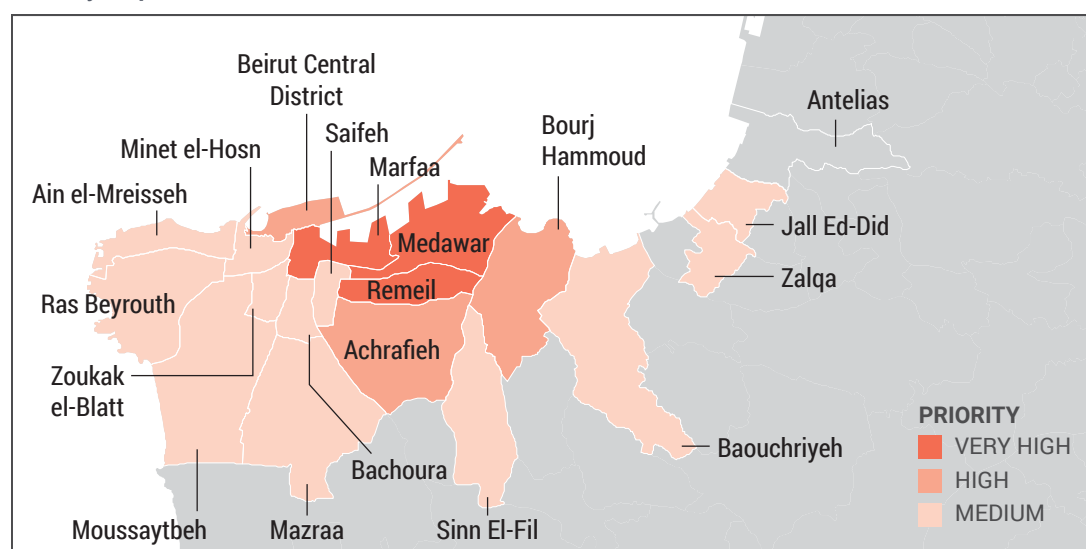 Beirut Central
District
Antelias
Saifeh
Bourj
Hammoud
Minet el-Hosn
Marfaa
Ain el-Mreisseh
Jall Ed-Did
Medawar
Zalqa
Remeil
Ras Beyrouth
Achrafieh
Zoukak
el-Blatt
PRIORITY
VERY HIGH
HIGH
MEDIUM
Baouchriyeh
Bachoura
Moussaytbeh
Mazraa
Sinn El-Fil